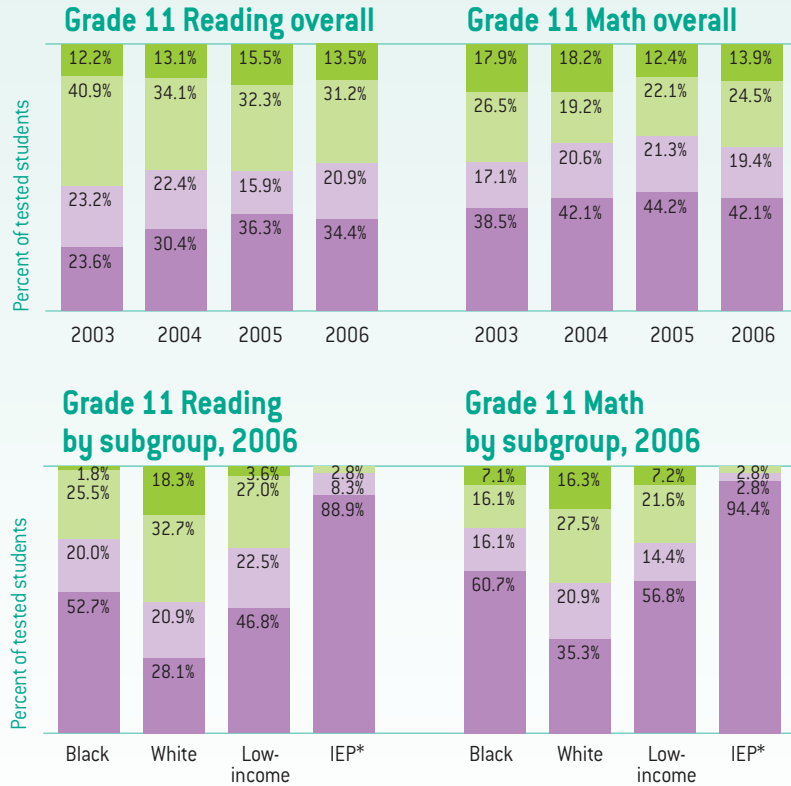 Grade 11 Reading overall
Percent of tested students
12.2% 13.1% 15.5% 13.5%
40.9% 34.1% 32.3% 31.2%
23.2% 22.4% 15.9% 20.9%
23.6% 30.4% 36.3% 34.4%
2003 2004 2005 2006
Grade 11 Math overall
17.9% 18.2% 12.4% 13.9%
26.5% 19.2% 22.1% 24.5%
17.1% 20.6% 21.3% 19.4%
38.5% 42.1% 44.2% 42.1%
2003 2004 2005 2006
Grade 11 Reading
by subgroup, 2006
Percent of tested students
1.8% 18.3% 3.6% 2.8%
25.5% 32.7% 27.0% 8.3%
20.0% 20.9% 22.5% 88.9%
52.7% 28.1% 46.8%
Black White Low- IEP*
income
Grade 11 Math
by subgroup, 2006
7.1% 16.3% 7.2% 2.8%
16.1% 27.5% 21.6% 2.8%
16.1% 20.9% 14.4% 94.4%
60.7% 35.3% 56.8%
Black White Low- IEP*
income